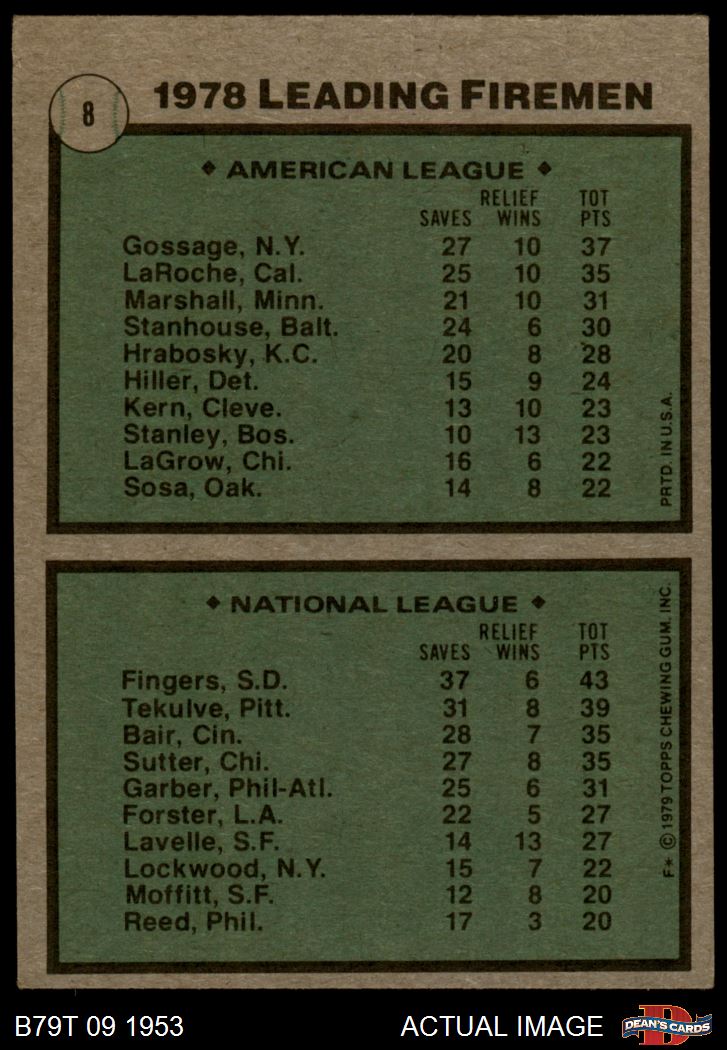 8
1978 LEADING FIREMEN
♦ AMERICAN LEAGUE ♦
RELIEF TOT
SAVES WINS PTS
Gossage, N.Y. 27 10 37
LaRoche, Cal. 25 10 35
Marshall, Minn. 21 10 31
Stanhouse, Balt. 24 6 30
Hrabosky, K.C. 20 8 28
Hiller, Det. 15 9 24
Kern, Cleve. 13 10 23
Stanley, Bos. 10 13 23
LaGrow, Chi. 16 6 22
Sosa, Oak. 14 8 22
PRTD. IN U.S.A.
♦ NATIONAL LEAGUE ♦
RELIEF TOT
SAVES WINS PTS
Fingers, S.D. 37 6 43
Tekulve, Pitt. 31 8 39
Bair, Cin. 28 7 35
Sutter, Chi. 27 8 35
Garber, Phil-Atl. 25 6 31
Forster, L.A. 22 5 27
Lavelle, S.F. 14 13 27
Lockwood, N.Y. 15 7 22
Moffitt, S.F. 12 8 20
Reed, Phil. 17 3 20
F* © 1979 TOPPS CHEWING GUM, INC.
B79T 09 1953
ACTUAL IMAGE
D
DEAN'S CARDS